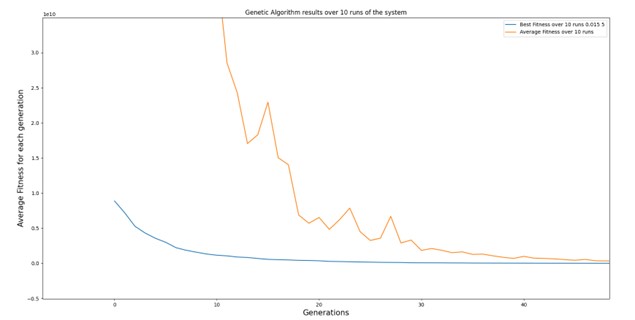 Genetic Algorithm results over 10 runs of the system
1e10
Best Fitness over 10 runs 0.015 5
Average Fitness over 10 runs
3.0
2.5
2.0
1.5
1.0
0.5
0.0
−0.5
Average Fitness for each generation
0 10 20 30 40
Generations